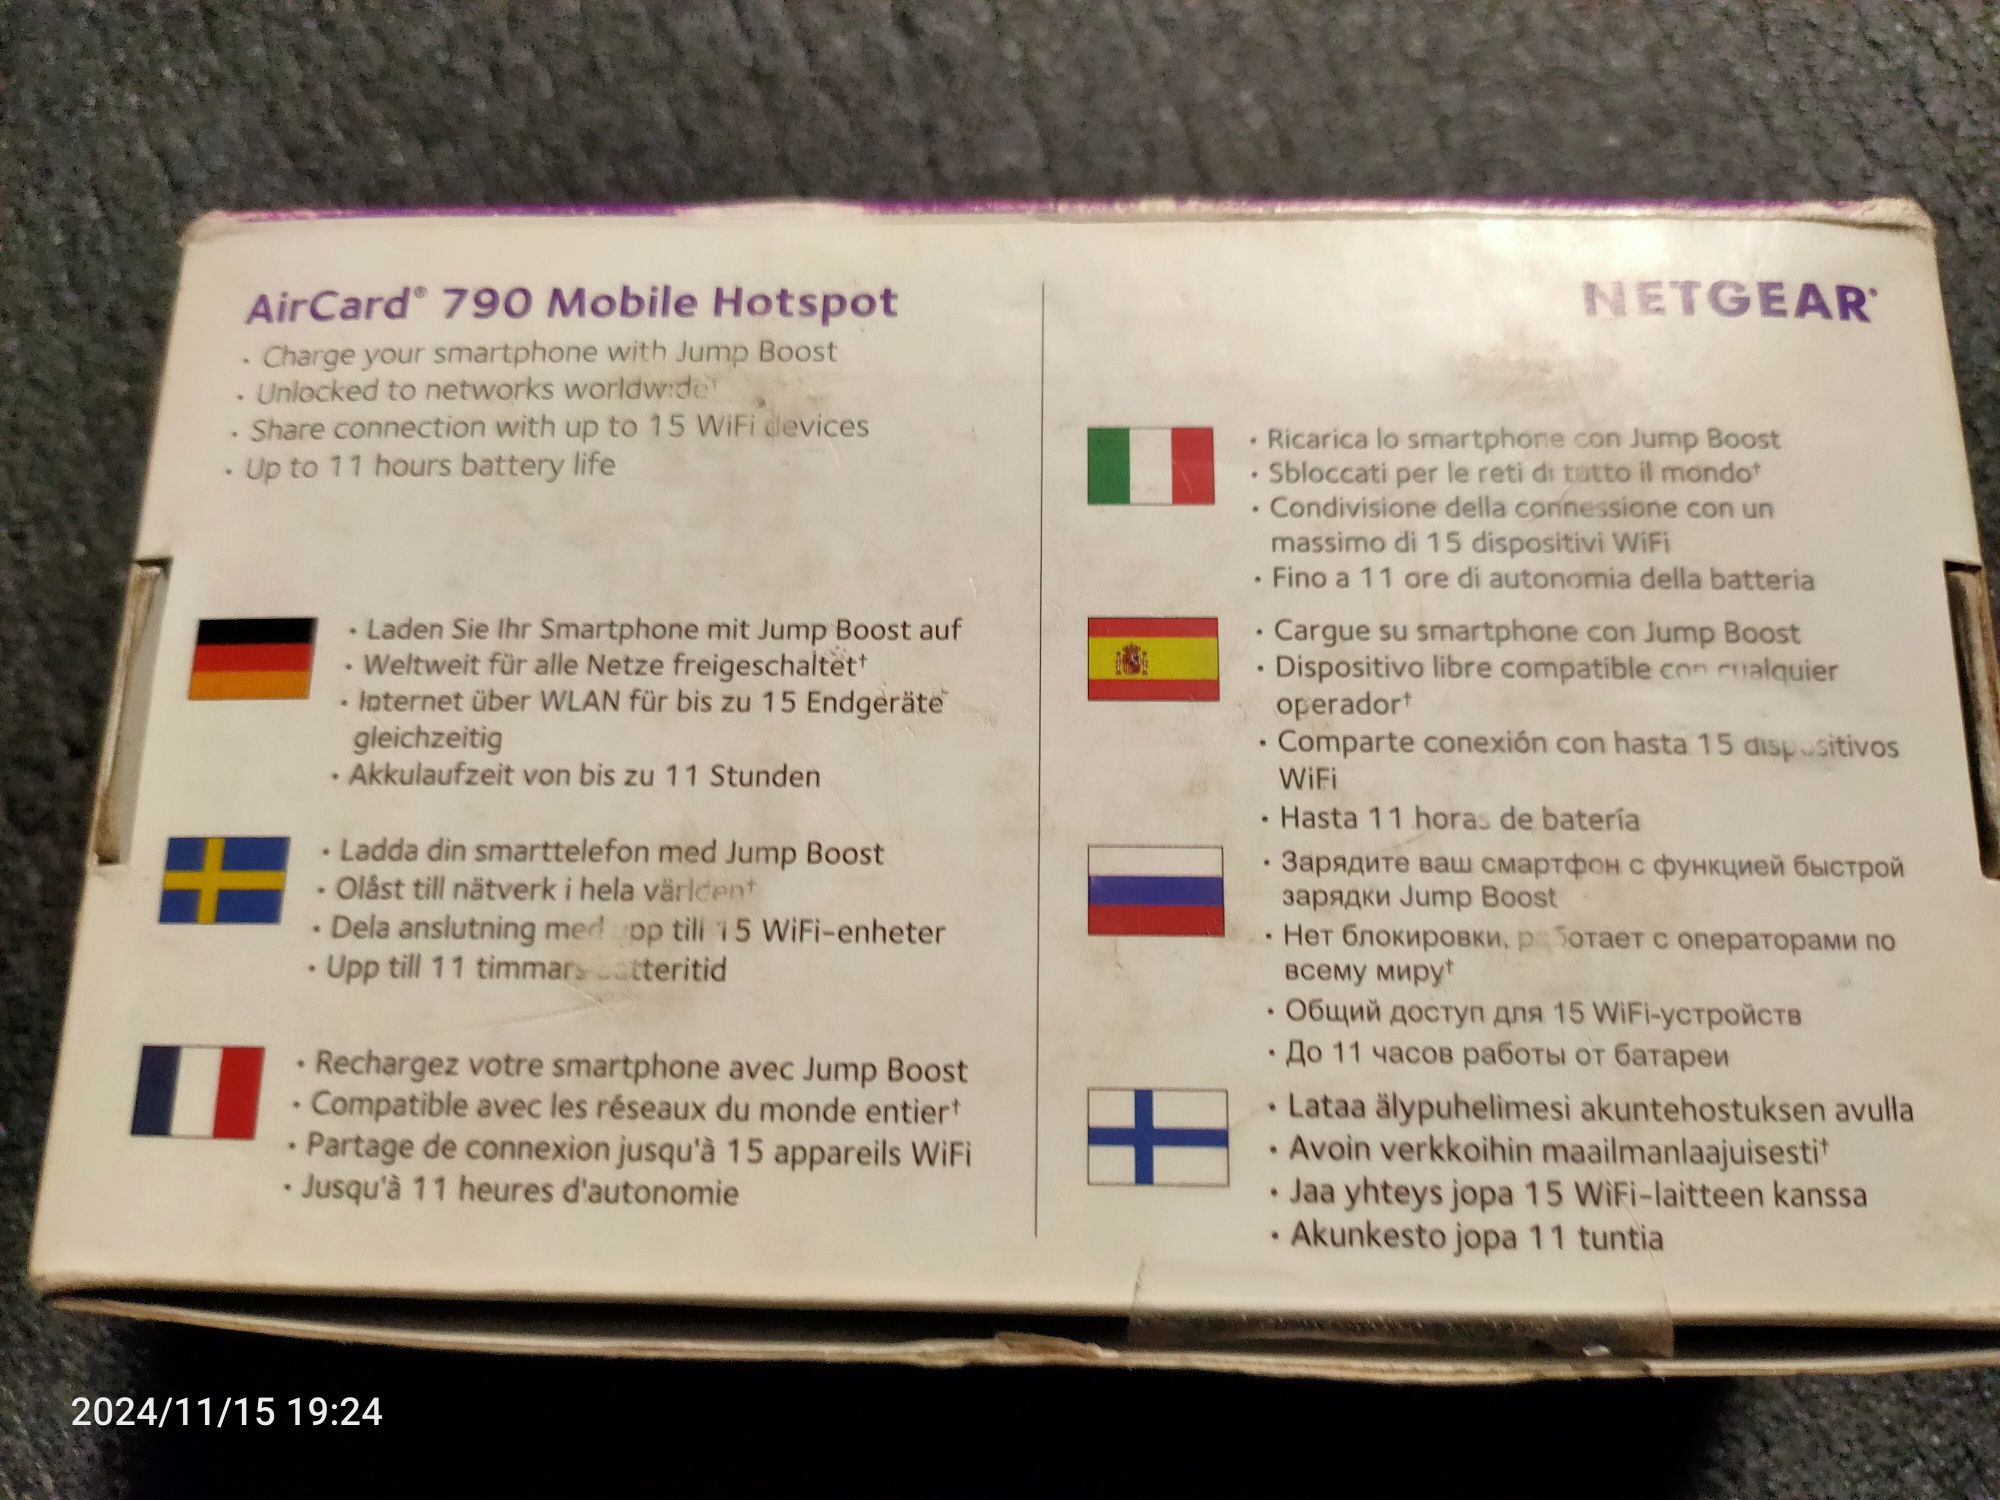 AirCard® 790 Mobile Hotspot
• Charge your smartphone with Jump Boost
• Unlocked to networks worldwide†
• Share connection with up to 15 WiFi devices
• Up to 11 hours battery life
• Laden Sie Ihr Smartphone mit Jump Boost auf
• Weltweit für alle Netze freigeschaltet†
• Internet über WLAN für bis zu 15 Endgeräte
gleichzeitig
• Akkulaufzeit von bis zu 11 Stunden
• Ladda din smarttelefon med Jump Boost
• Olåst till nätverk i hela världen†
• Dela anslutning med upp till 15 WiFi-enheter
• Upp till 11 timmars batteritid
• Rechargez votre smartphone avec Jump Boost
• Compatible avec les réseaux du monde entier†
• Partage de connexion jusqu'à 15 appareils WiFi
• Jusqu'à 11 heures d'autonomie
NETGEAR®
• Ricarica lo smartphone con Jump Boost
• Sbloccati per le reti di tutto il mondo†
• Condivisione della connessione con un
massimo di 15 dispositivi WiFi
• Fino a 11 ore di autonomia della batteria
• Cargue su smartphone con Jump Boost
• Dispositivo libre compatible con cualquier
operador†
• Comparte conexión con hasta 15 dispositivos
WiFi
• Hasta 11 horas de batería
• Зарядите ваш смартфон с функцией быстрой
зарядки Jump Boost
• Нет блокировки, работает с операторами по
всему миру†
• Общий доступ для 15 WiFi-устройств
• До 11 часов работы от батареи
• Lataa älypuhelimesi akuntehostuksen avulla
• Avoin verkkoihin maailmanlaajuisesti†
• Jaa yhteys jopa 15 WiFi-laitteen kanssa
• Akunkesto jopa 11 tuntia
2024/11/15 19:24